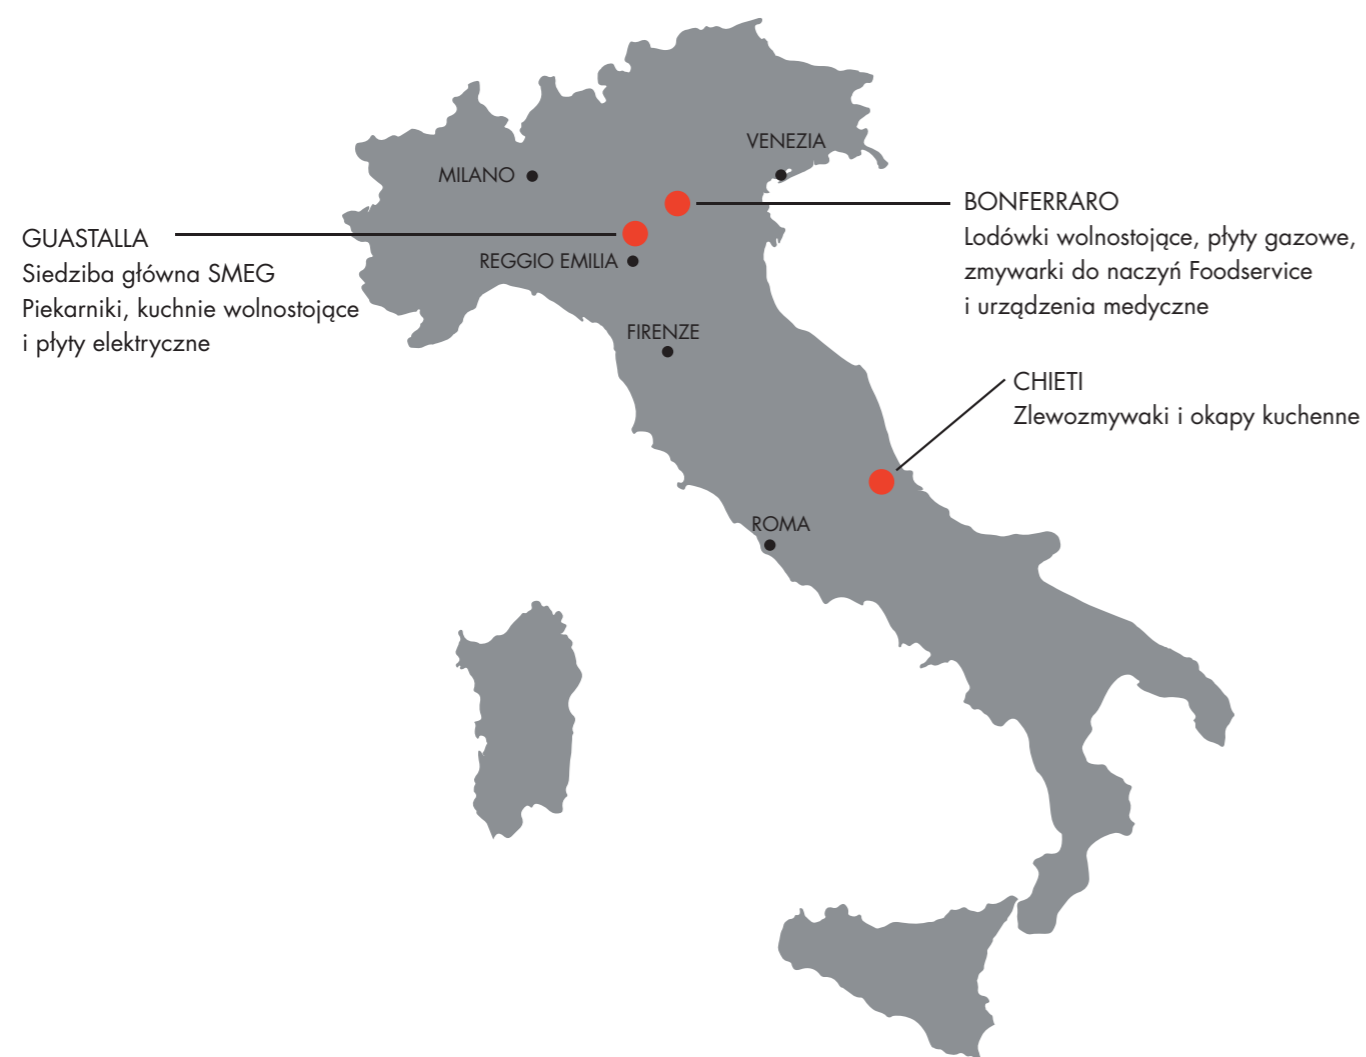 VENEZIA
MILANO
BONFERRARO
Lodówki wolnostojące, płyty gazowe,
zmywarki do naczyń Foodservice
i urządzenia medyczne
GUASTALLA
Siedziba główna SMEG
Piekarniki, kuchnie wolnostojące
i płyty elektryczne
REGGIO EMILIA
FIRENZE
CHIETI
Zlewozmywaki i okapy kuchenne
ROMA